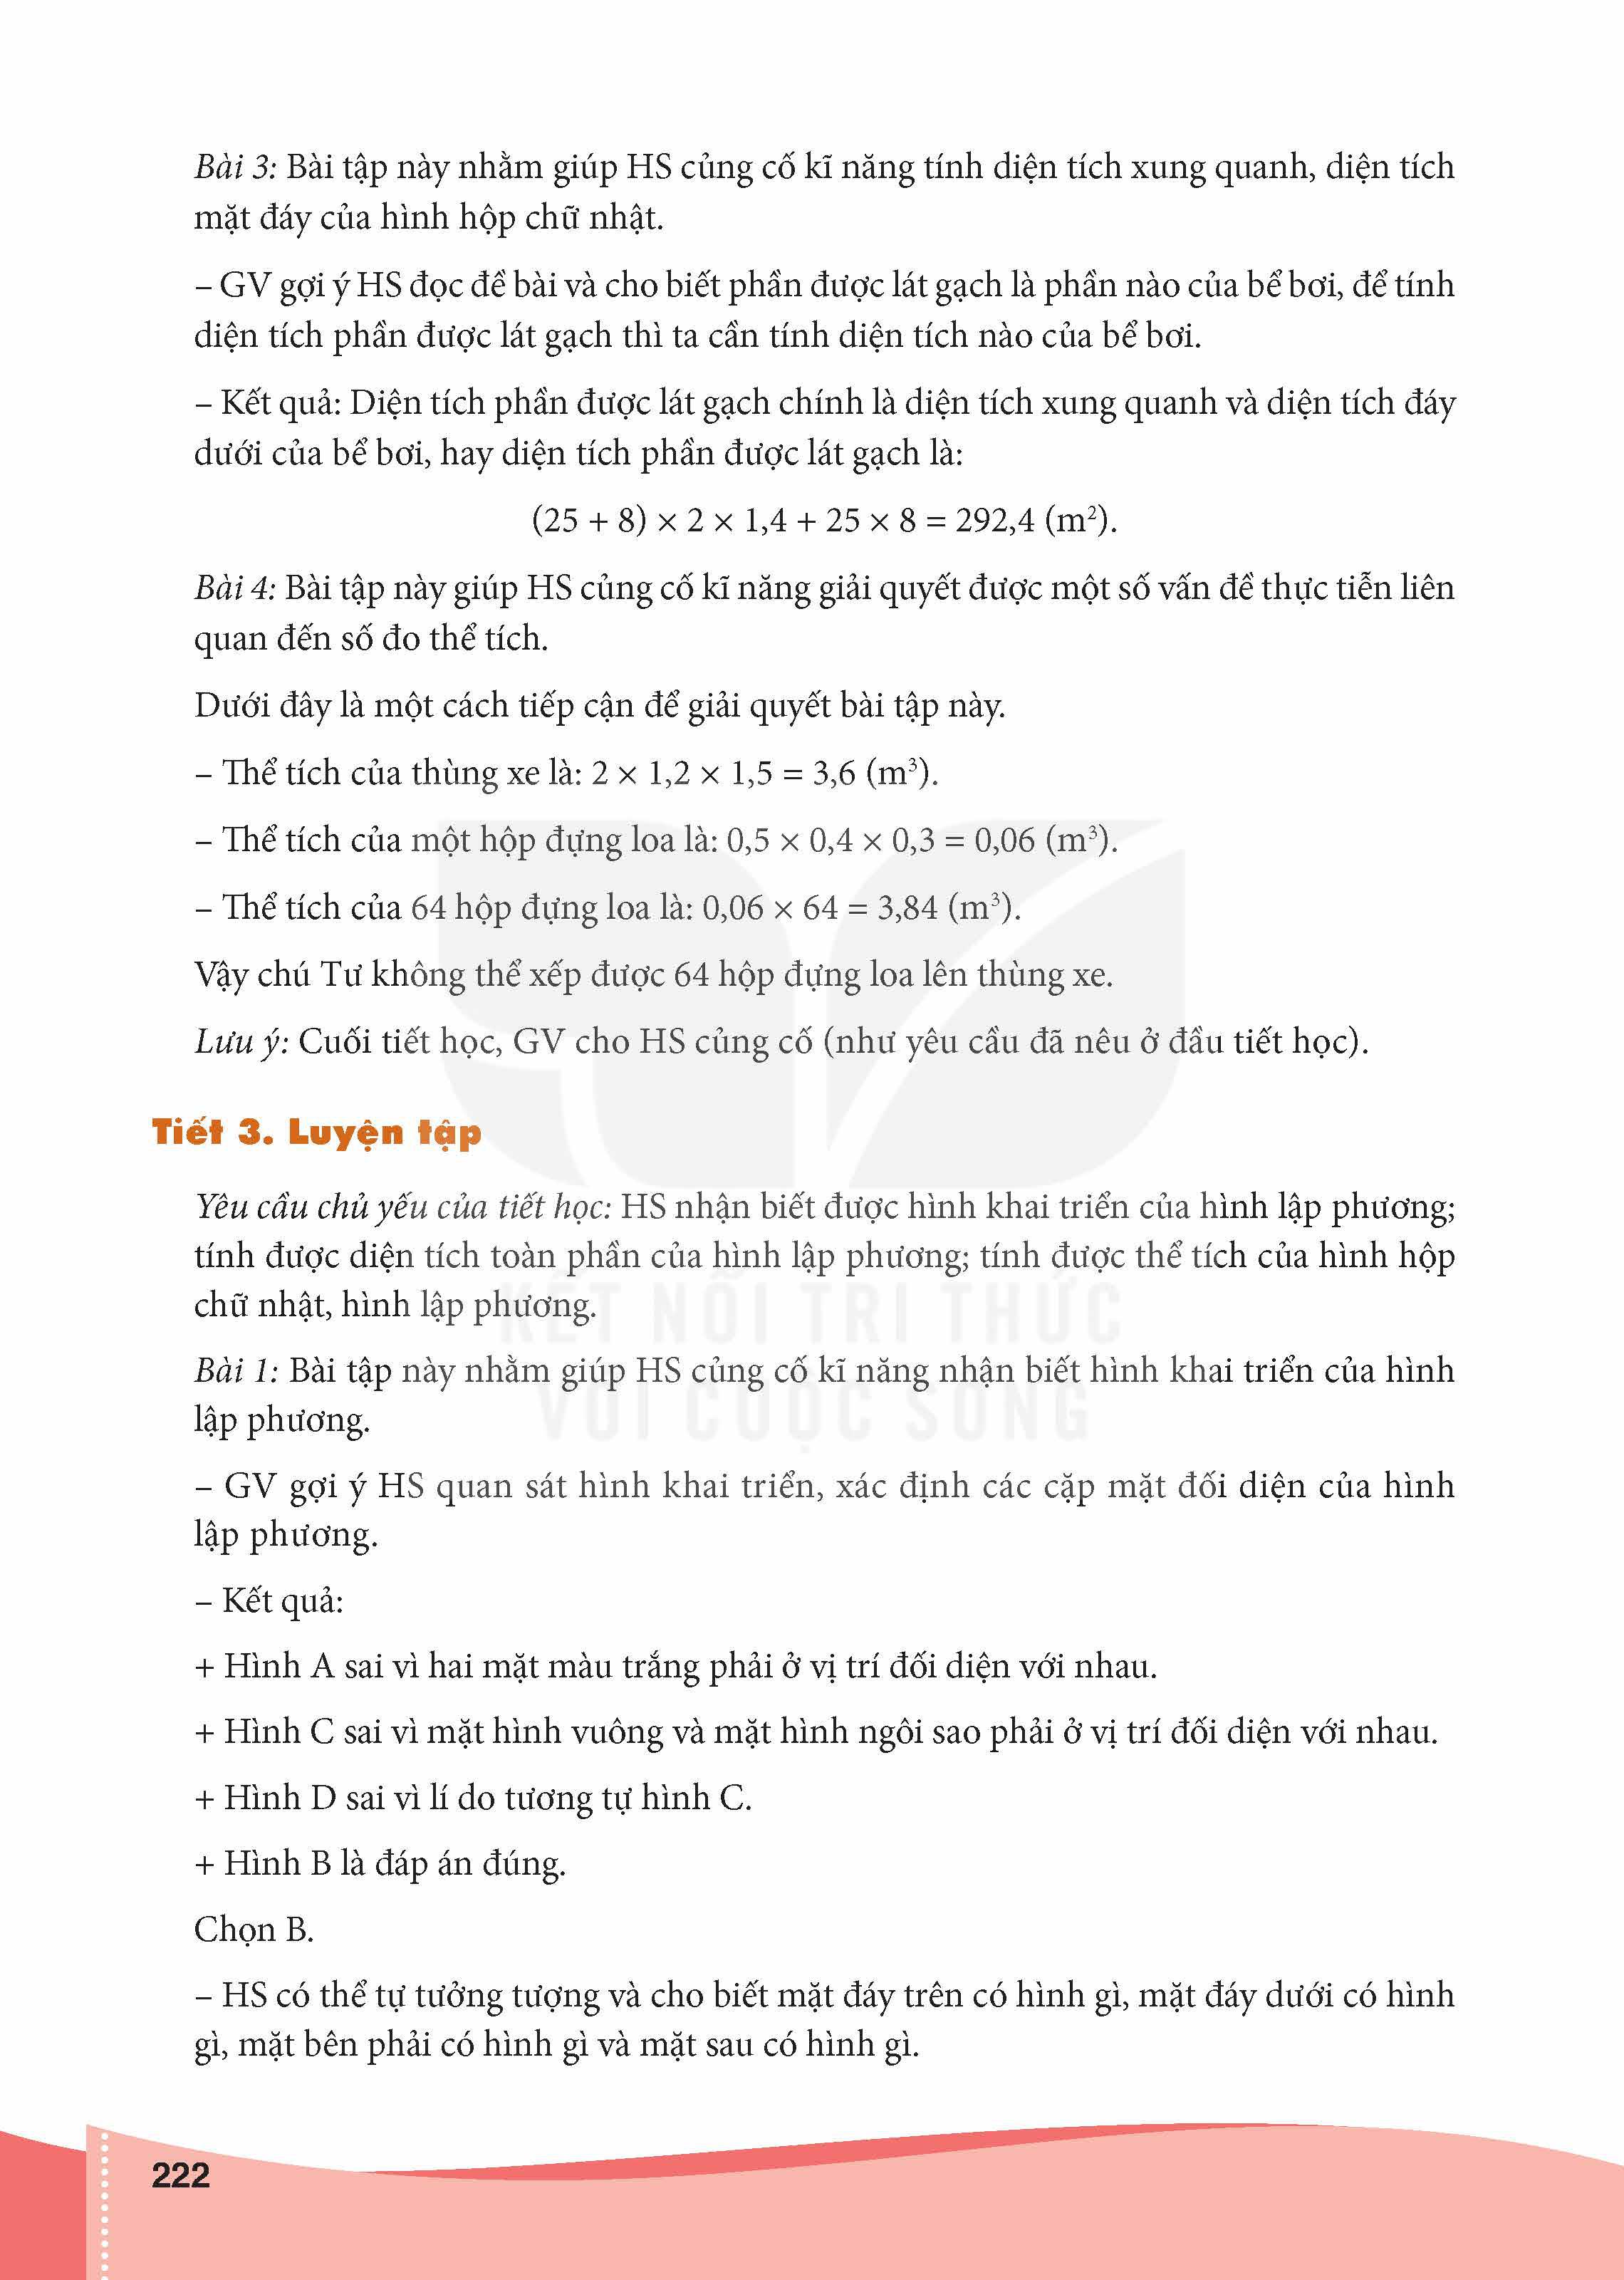 Bài 3: Bài tập này nhằm giúp HS củng cố kĩ năng tính diện tích xung quanh, diện tích
mặt đáy của hình hộp chữ nhật.
– GV gợi ý HS đọc đề bài và cho biết phần được lát gạch là phần nào của bể bơi, để tính
diện tích phần được lát gạch thì ta cần tính diện tích nào của bể bơi.
– Kết quả: Diện tích phần được lát gạch chính là diện tích xung quanh và diện tích đáy
dưới của bể bơi, hay diện tích phần được lát gạch là:
(25 + 8) × 2 × 1,4 + 25 × 8 = 292,4 (m²).
Bài 4: Bài tập này giúp HS củng cố kĩ năng giải quyết được một số vấn đề thực tiễn liên
quan đến số đo thể tích.
Dưới đây là một cách tiếp cận để giải quyết bài tập này.
– Thể tích của thùng xe là: 2 × 1,2 × 1,5 = 3,6 (m³).
– Thể tích của một hộp đựng loa là: 0,5 × 0,4 × 0,3 = 0,06 (m³).
– Thể tích của 64 hộp đựng loa là: 0,06 × 64 = 3,84 (m³).
Vậy chú Tư không thể xếp được 64 hộp đựng loa lên thùng xe.
Lưu ý: Cuối tiết học, GV cho HS củng cố (như yêu cầu đã nêu ở đầu tiết học).
Tiết 3. Luyện tập
Yêu cầu chủ yếu của tiết học: HS nhận biết được hình khai triển của hình lập phương;
tính được diện tích toàn phần của hình lập phương; tính được thể tích của hình hộp
chữ nhật, hình lập phương.
KẾT NỐI TRI THỨC
Bài 1: Bài tập này nhằm giúp HS củng cố kĩ năng nhận biết hình khai triển của hình
VỚI CUỘC SỐNG
lập phương.
– GV gợi ý HS quan sát hình khai triển, xác định các cặp mặt đối diện của hình
lập phương.
– Kết quả:
+ Hình A sai vì hai mặt màu trắng phải ở vị trí đối diện với nhau.
+ Hình C sai vì mặt hình vuông và mặt hình ngôi sao phải ở vị trí đối diện với nhau.
+ Hình D sai vì lí do tương tự hình C.
+ Hình B là đáp án đúng.
Chọn B.
– HS có thể tự tưởng tượng và cho biết mặt đáy trên có hình gì, mặt đáy dưới có hình
gì, mặt bên phải có hình gì và mặt sau có hình gì.
222